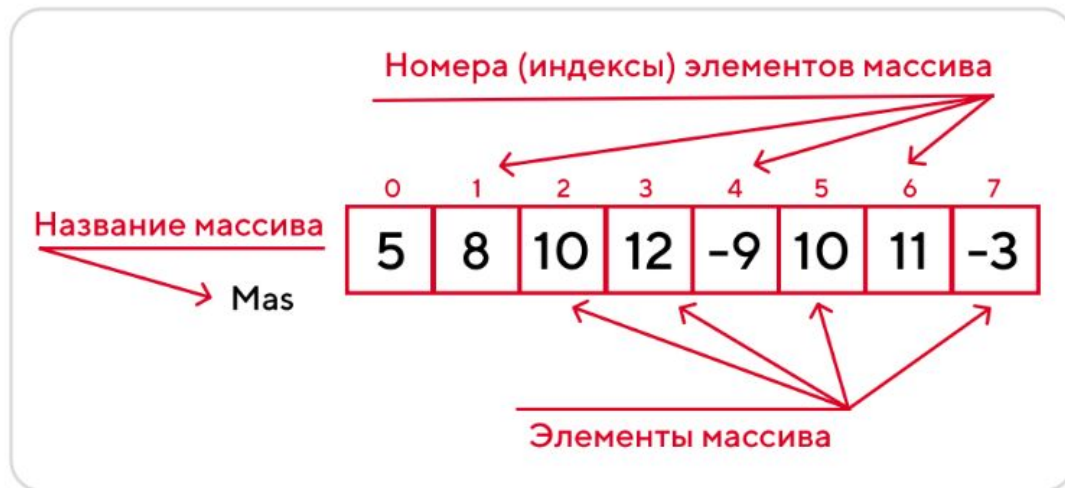 Номера (индексы) элементов массива
0 1 2 3 4 5 6 7
Название массива
5 8 10 12 -9 10 11 -3
Mas
Элементы массива